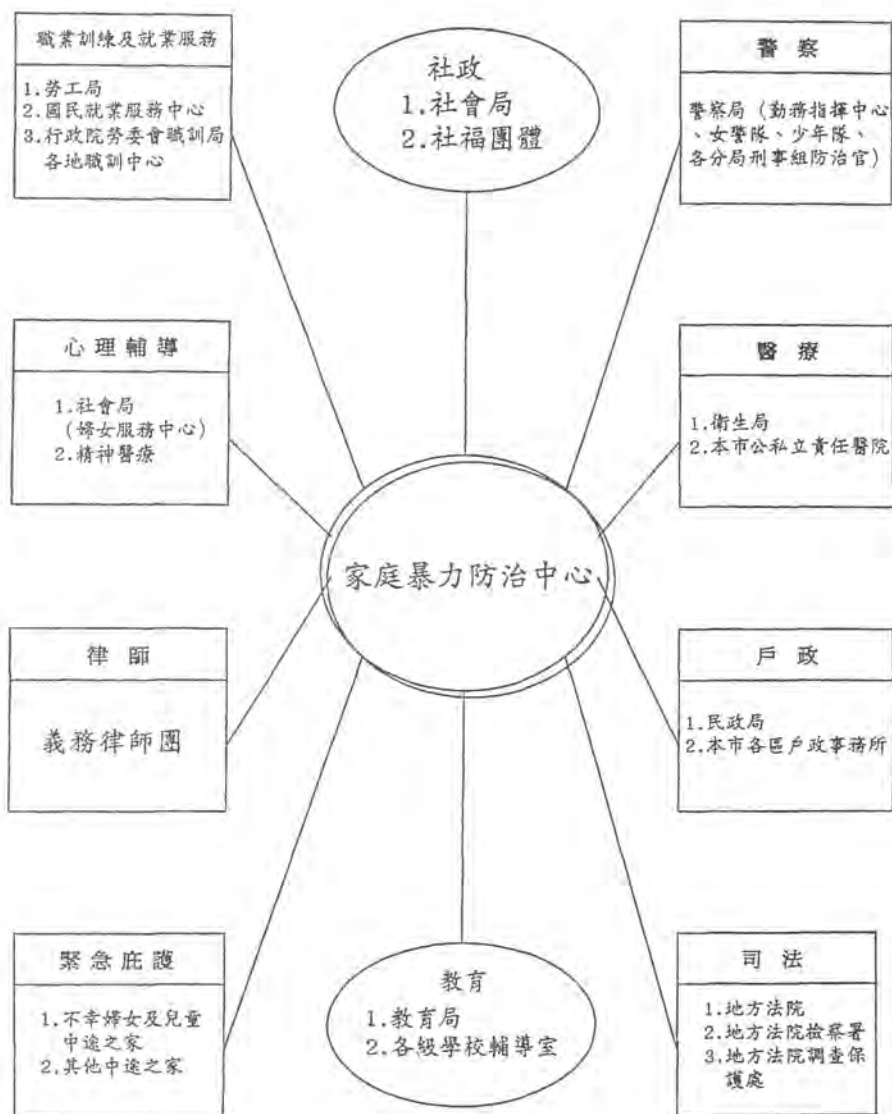 職業訓練及就業服務
1.勞工局
2.國民就業服務中心
3.行政院勞委會職訓局
各地職訓中心
社政
1.社會局
2.社福團體
警察
警察局(勤務指揮中心
、女警隊、少年隊、
各分局刑事組防治官)
心理輔導
1.社會局
(婦女服務中心)
2.精神醫療
醫療
1.衛生局
2.本市公私立責任醫院
家庭暴力防治中心
律師
義務律師團
戶政
1.民政局
2.本市各區戶政事務所
緊急庇護
1.不幸婦女及兒童
中途之家
2.其他中途之家
教育
1.教育局
2.各級學校輔導室
司法
1.地方法院
2.地方法院檢察署
3.地方法院調查保
護處